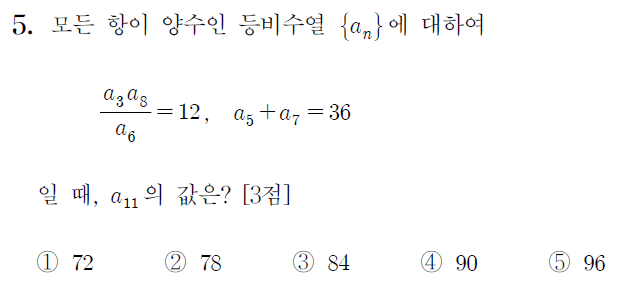 5. 모든 항이 양수인 등비수열 {aₙ}에 대하여
a₃a₈/a₆ = 12, a₅+a₇ = 36
일 때, a₁₁의 값은? [3점]
① 72 ② 78 ③ 84 ④ 90 ⑤ 96